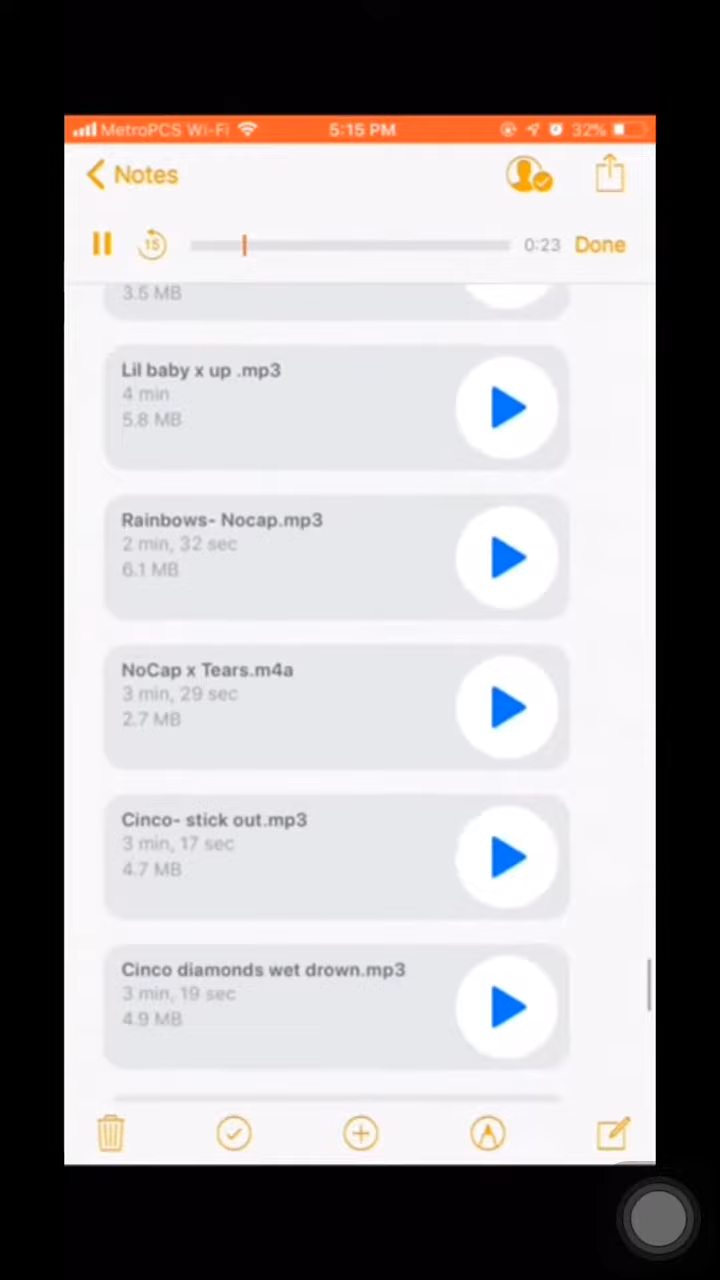 MetroPCS Wi-Fi 5:15 PM 32%
Notes
15 0:23 Done
3.5 MB
Lil baby x up .mp3
4 min
5.8 MB
Rainbows- Nocap.mp3
2 min, 32 sec
6.1 MB
NoCap x Tears.m4a
3 min, 29 sec
2.7 MB
Cinco- stick out.mp3
3 min, 17 sec
4.7 MB
Cinco diamonds wet drown.mp3
3 min, 19 sec
4.9 MB